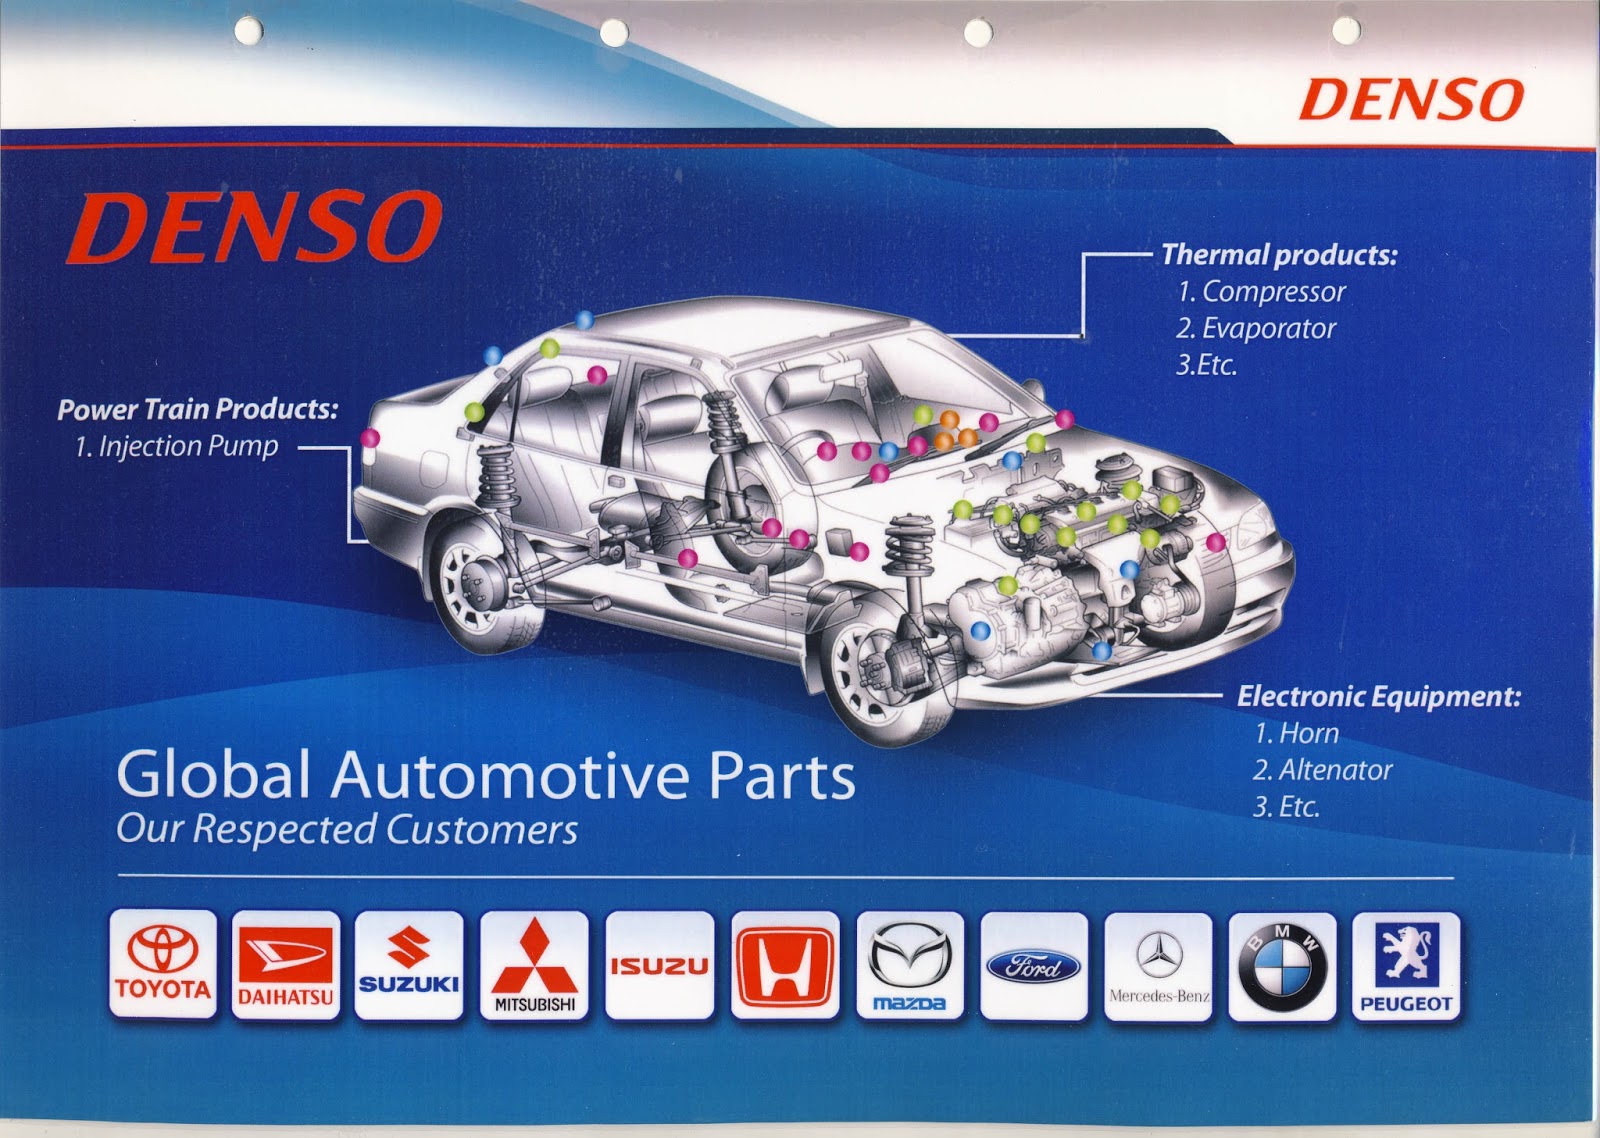 DENSO
DENSO
Thermal products:
1. Compressor
2. Evaporator
3.Etc.
Power Train Products:
1. Injection Pump
Electronic Equipment:
1. Horn
2. Altenator
3. Etc.
Global Automotive Parts
Our Respected Customers
TOYOTA
DAIHATSU
SUZUKI
MITSUBISHI
ISUZU
mazda
Ford
Mercedes-Benz
BMW
PEUGEOT